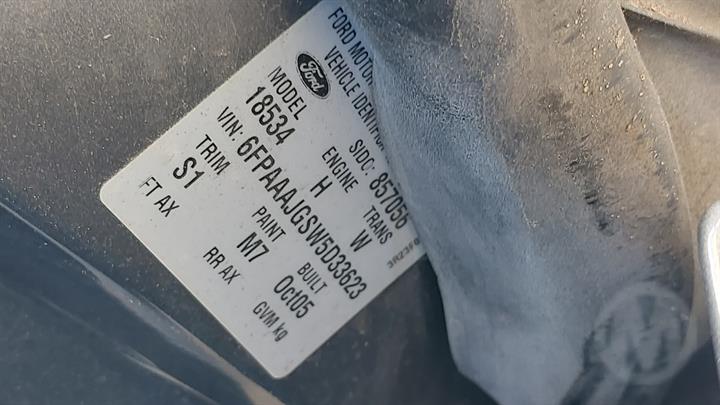 FORD MOTOR
VEHICLE IDENTIF
Ford
SIDC: 857056
MODEL ENGINE TRANS
18534 H W
VIN: 6FPAAAJGSW5D33623
TRIM PAINT BUILT
S1 M7 Oct05
FT AX RR AX GVM kg